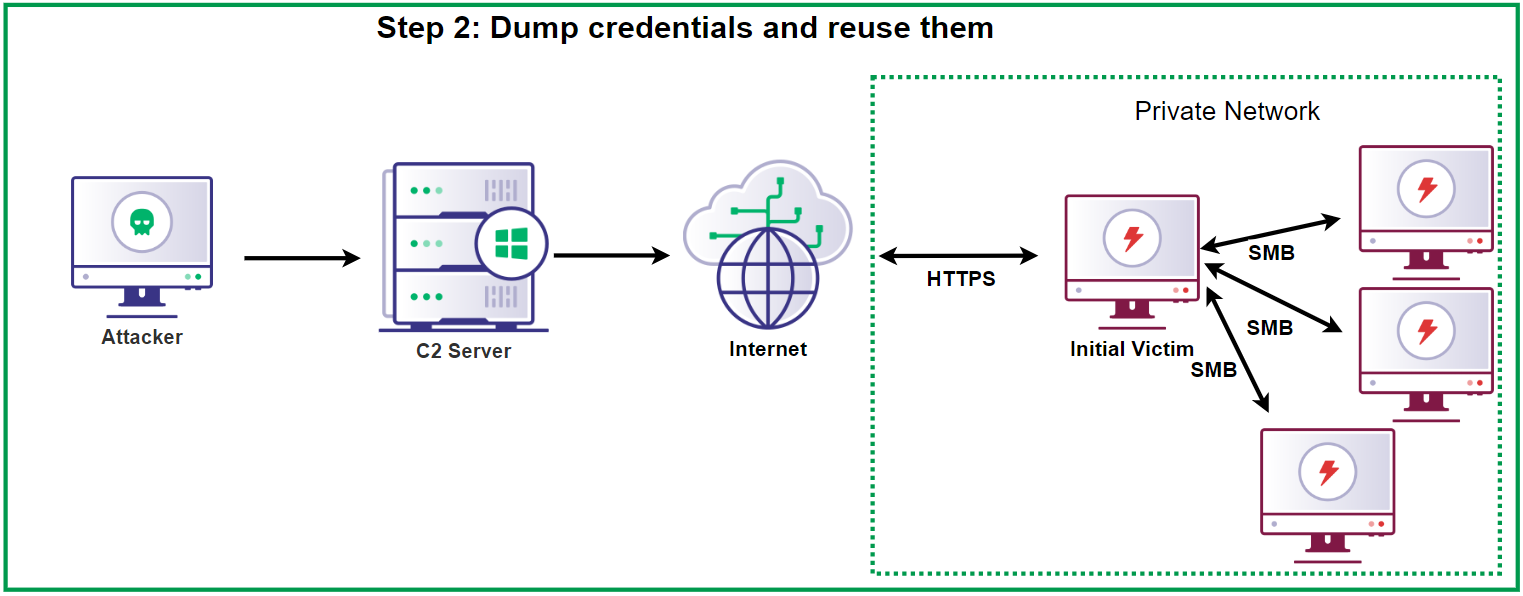 Step 2: Dump credentials and reuse them
Private Network
Attacker
C2 Server
Internet
HTTPS
Initial Victim
SMB
SMB
SMB